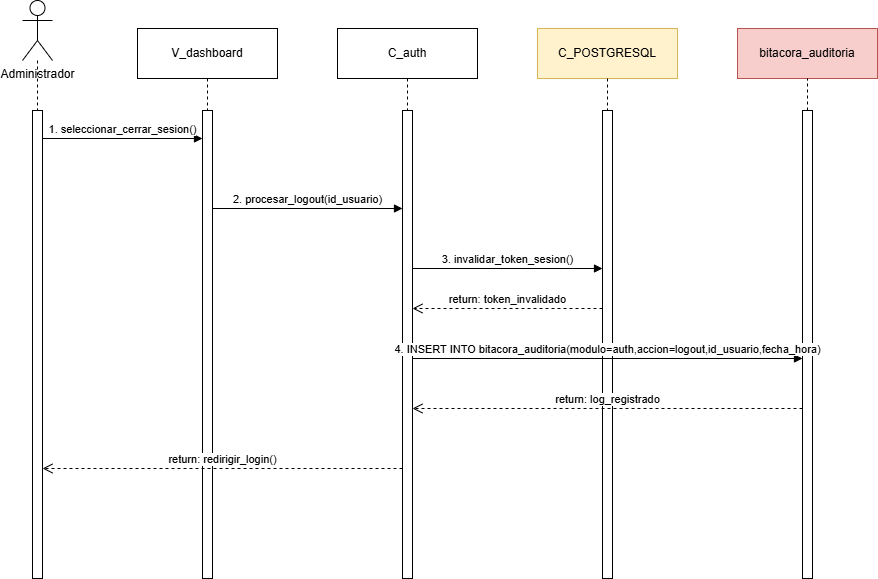 V_dashboard
C_auth
C_POSTGRESQL
bitacora_auditoria
Administrador
1. seleccionar_cerrar_sesion()
2. procesar_logout(id_usuario)
3. invalidar_token_sesion()
return: token_invalidado
4. INSERT INTO bitacora_auditoria(modulo=auth,accion=logout,id_usuario,fecha_hora)
return: log_registrado
return: redirigir_login()